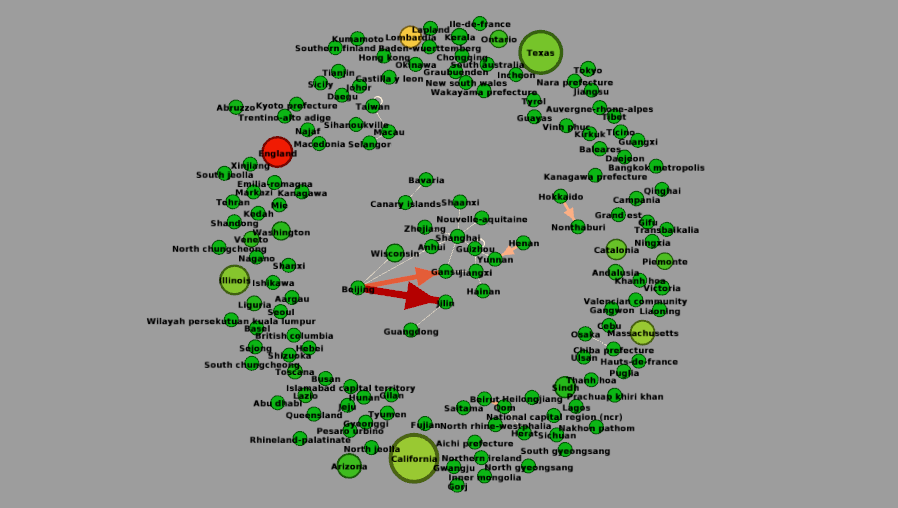 Ile-de-france
Lapland
Kumamoto
Lombardia
Kerala
Ontario
Southern finland
Baden-wuerttemberg
Texas
Hong kong
Chongqing
Okinawa
South australia
Tianjin
Graubuenden
Incheon
Tokyo
Castilla y leon
Sicily
Johor
New south wales
Nara prefecture
Wakayama prefecture
Jiangsu
Daegu
Tyrol
Abruzzo
Kyoto prefecture
Taiwan
Auvergne-rhone-alpes
Trentino-alto adige
Guayas
Tibet
Sihanoukville
Vinh phuc
Najaf
Macau
Kirkuk
Ticino
Macedonia
Selangor
Guangxi
England
Baleares
Daejeon
Xinjiang
Bangkok metropolis
South jeolla
Kanagawa prefecture
Bavaria
Emilia-romagna
Markazi
Kanagawa
Qinghai
Hokkaido
Campania
Tehran
Mie
Canary islands
Shaanxi
Kedah
Grand est
Nouvelle-aquitaine
Shandong
Gifu
Nonthaburi
Zhejiang
Transbaikalia
Washington
Veneto
Shanghai
Ningxia
North chungcheong
Anhui
Guizhou
Henan
Catalonia
Wisconsin
Nagano
Yunnan
Piemonte
Shanxi
Gansu
Jiangxi
Andalusia
Illinois
Ishikawa
Khanh hoa
Beijing
Hainan
Victoria
Aargau
Liguria
Jilin
Valencian community
Seoul
Gangwon
Liaoning
Wilayah persekutuan kuala lumpur
Basel
Guangdong
Cebu
British columbia
Osaka
Massachusetts
Sejong
Hebei
Chiba prefecture
Shizuoka
Ulsan
South chungcheong
Hauts-de-france
Toscana
Puglia
Busan
Thanh hoa
Islamabad capital territory
Sindh
Lazio
Gilan
Prachuap khiri khan
Hunan
Beirut
Heilongjiang
Abu dhabi
Jeju
Saitama
Qom
Lagos
Queensland
Tyumen
National capital region (ncr)
Gyeonggi
Fujian
North rhine-westphalia
Nakhon pathom
Pesaro urbino
Herat
Sichuan
Rhineland-palatinate
Aichi prefecture
North jeolla
South gyeongsang
California
Northern ireland
Arizona
Gwangju
North gyeongsang
Inner mongolia
Gorj